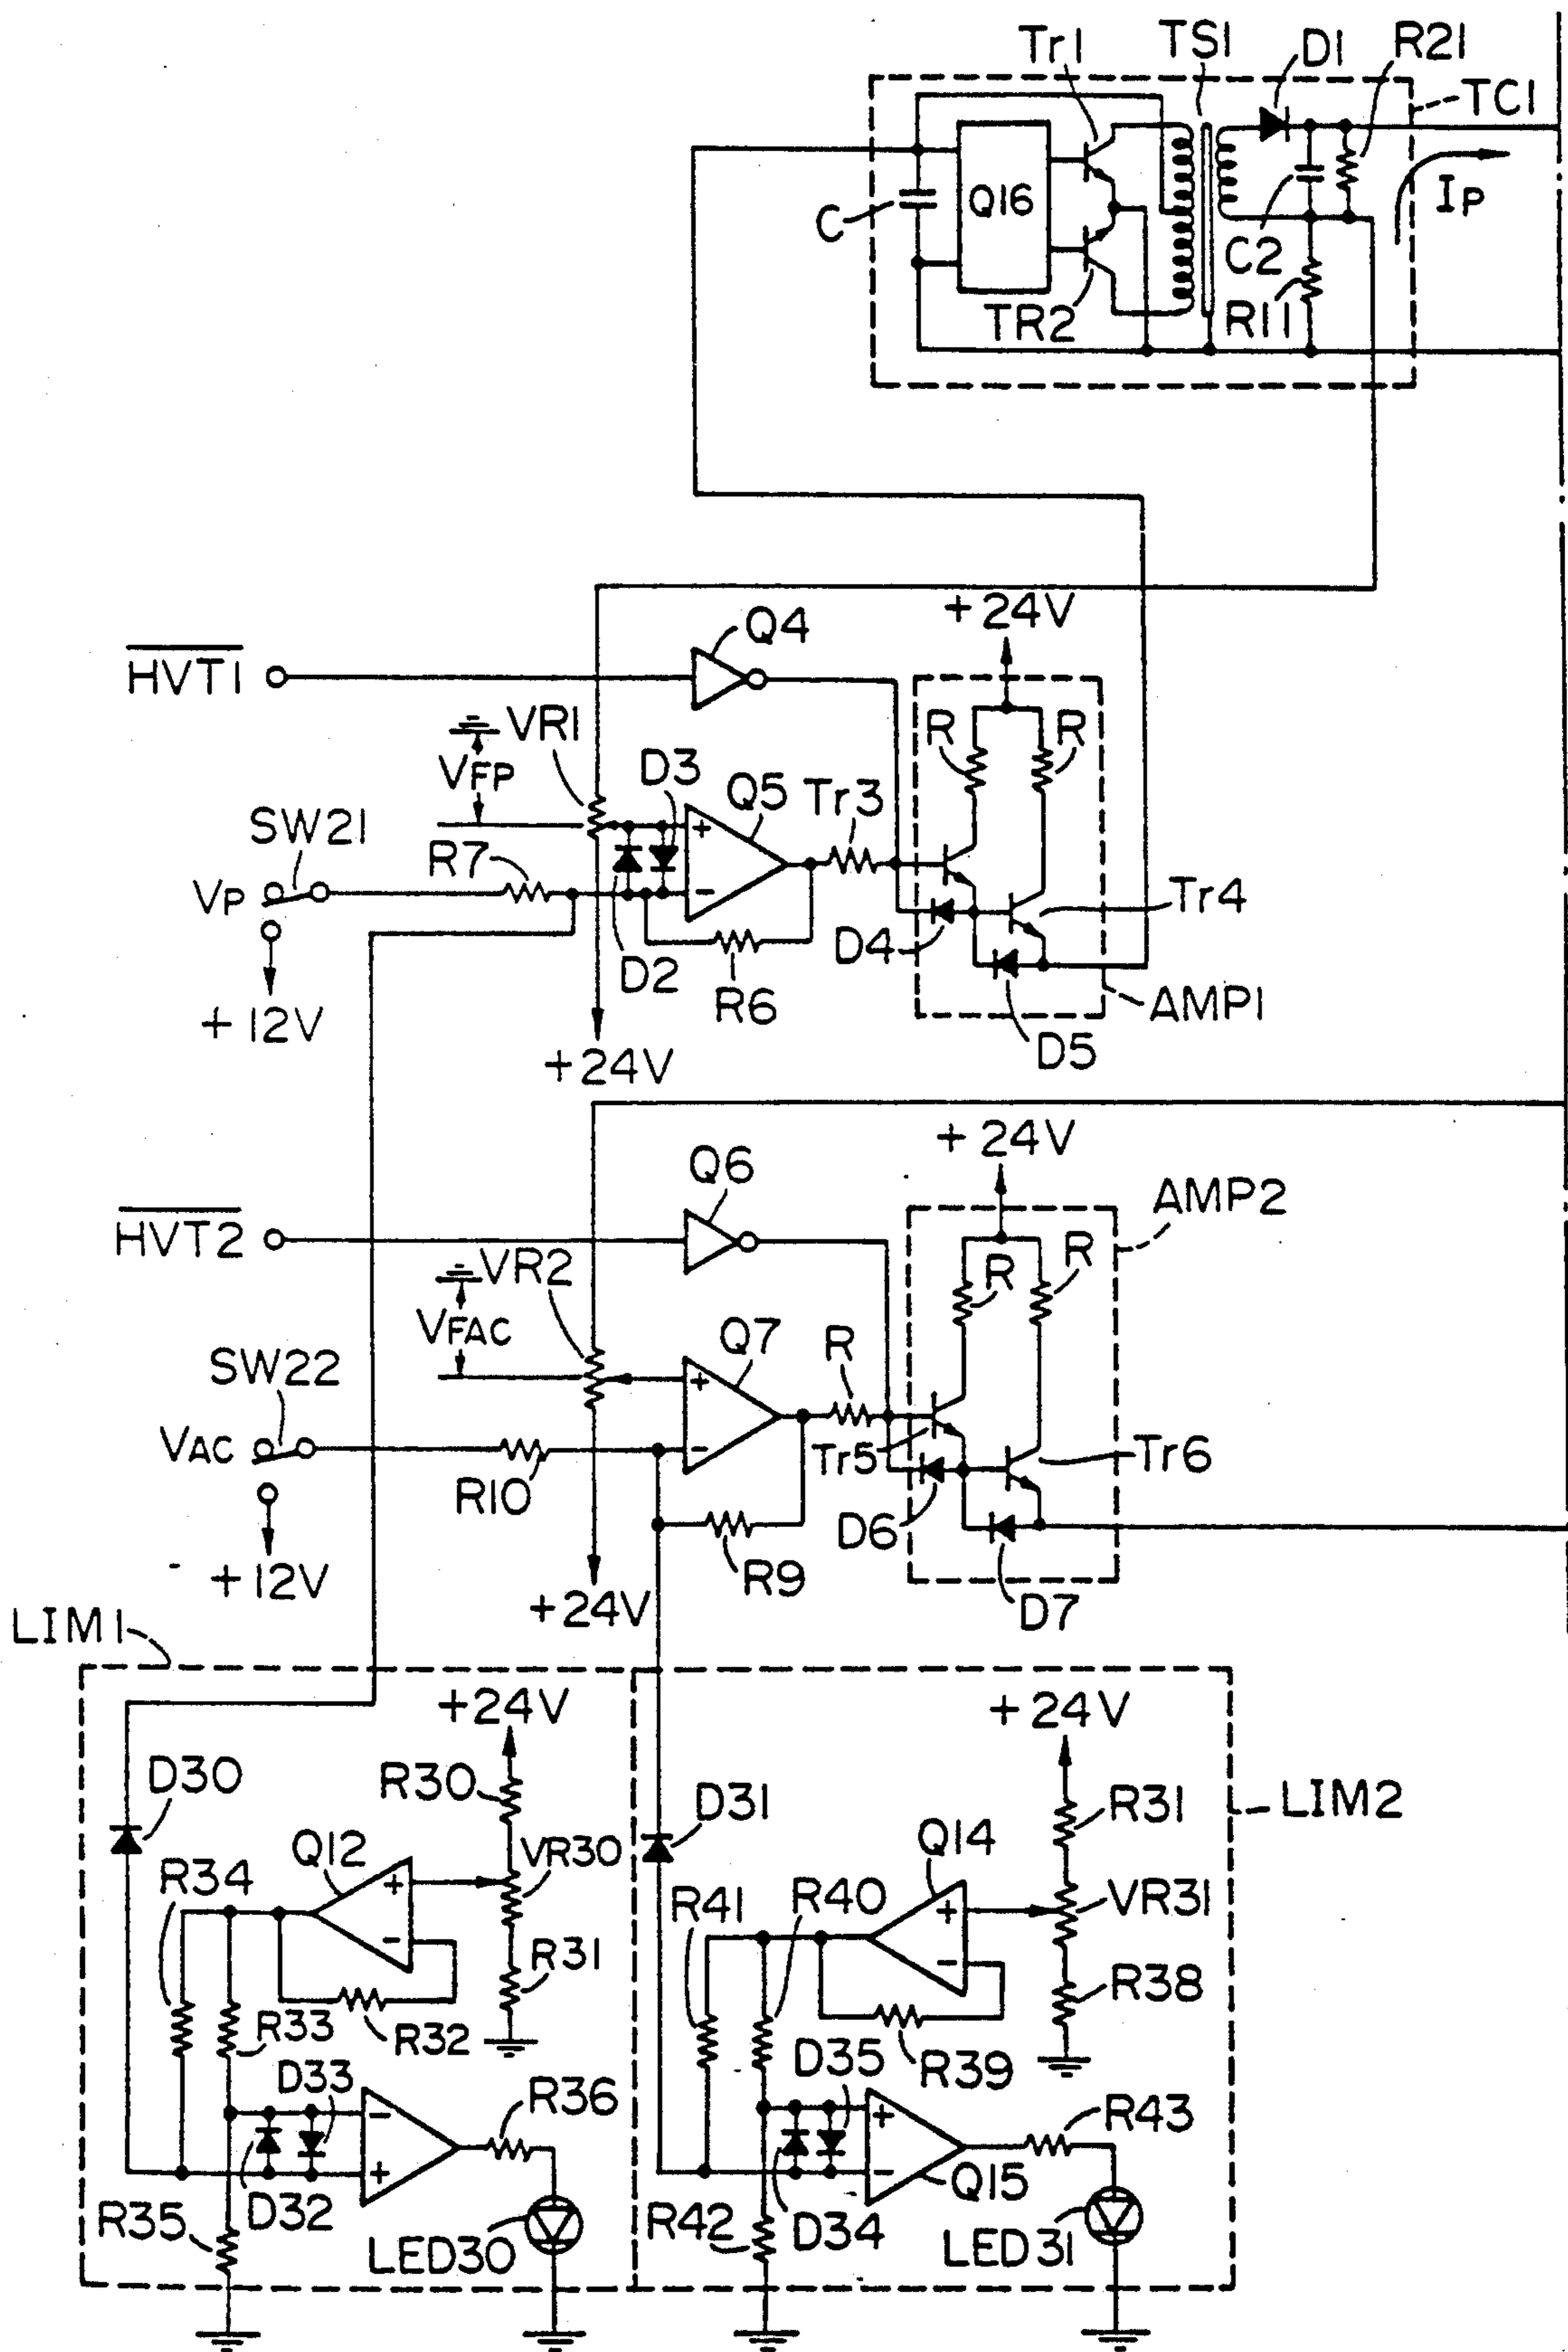 Tr1 TS1 D1 R21
TC1
C Q16 C2 IP
TR2 R11
+24V
HVT1 Q4
VR1 R R
VFP D3 Q5 Tr3
SW21 R7
VP Tr4
D2 R6 D4
+12V AMP1
+24V D5
+24V
Q6 AMP2
HVT2
VR2 R R
VFAC Q7 R
SW22
VAC Tr5 Tr6
R10 D6
+12V R9
+24V D7
LIM1
+24V +24V
D30 R30 D31 R31 LIM2
Q12 VR30 Q14
R34 R41 R40 VR31
R31 R38
R33 R32 D35 R39
D33 R36 R43
R35 D32 R42 D34 Q15
LED30 LED31